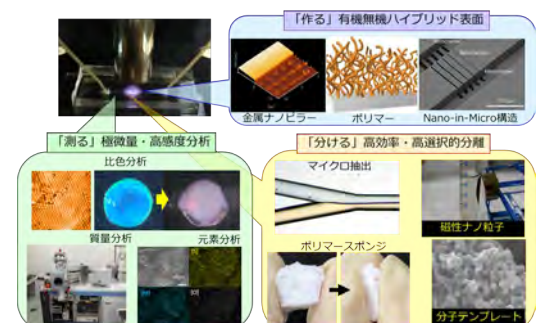 「作る」有機無機ハイブリッド表面
金属ナノピラー
ポリマー
Nano-in-Micro構造
「測る」極微量・高感度分析
比色分析
質量分析
元素分析
「分ける」高効率・高選択的分離
マイクロ抽出
磁性ナノ粒子
ポリマースポンジ
分子テンプレート